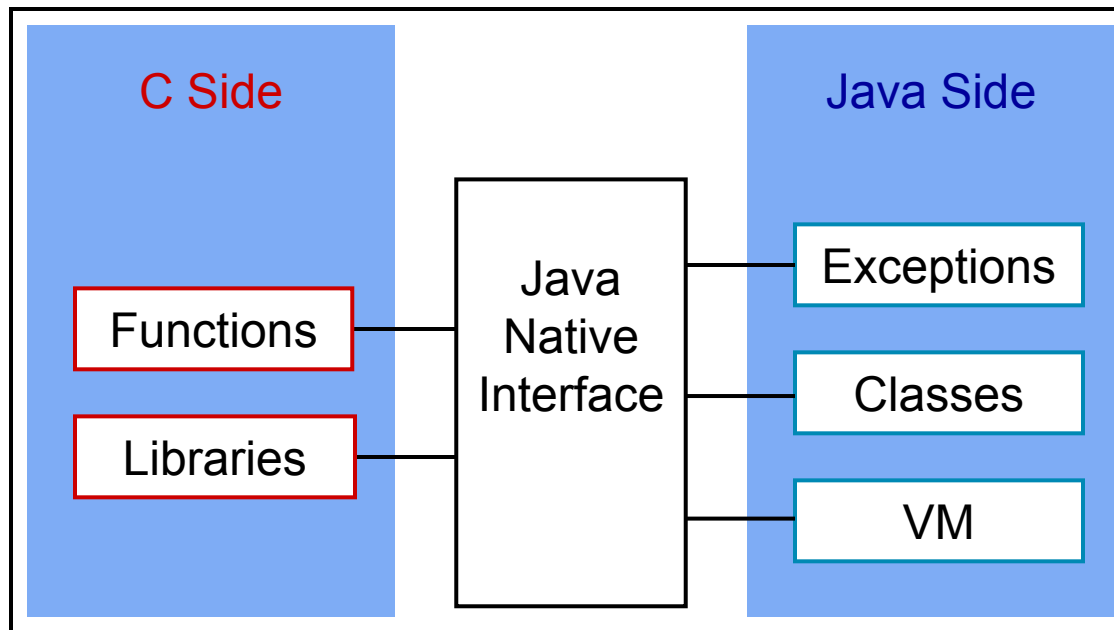 C Side
Functions
Libraries
Java
Native
Interface
Java Side
Exceptions
Classes
VM